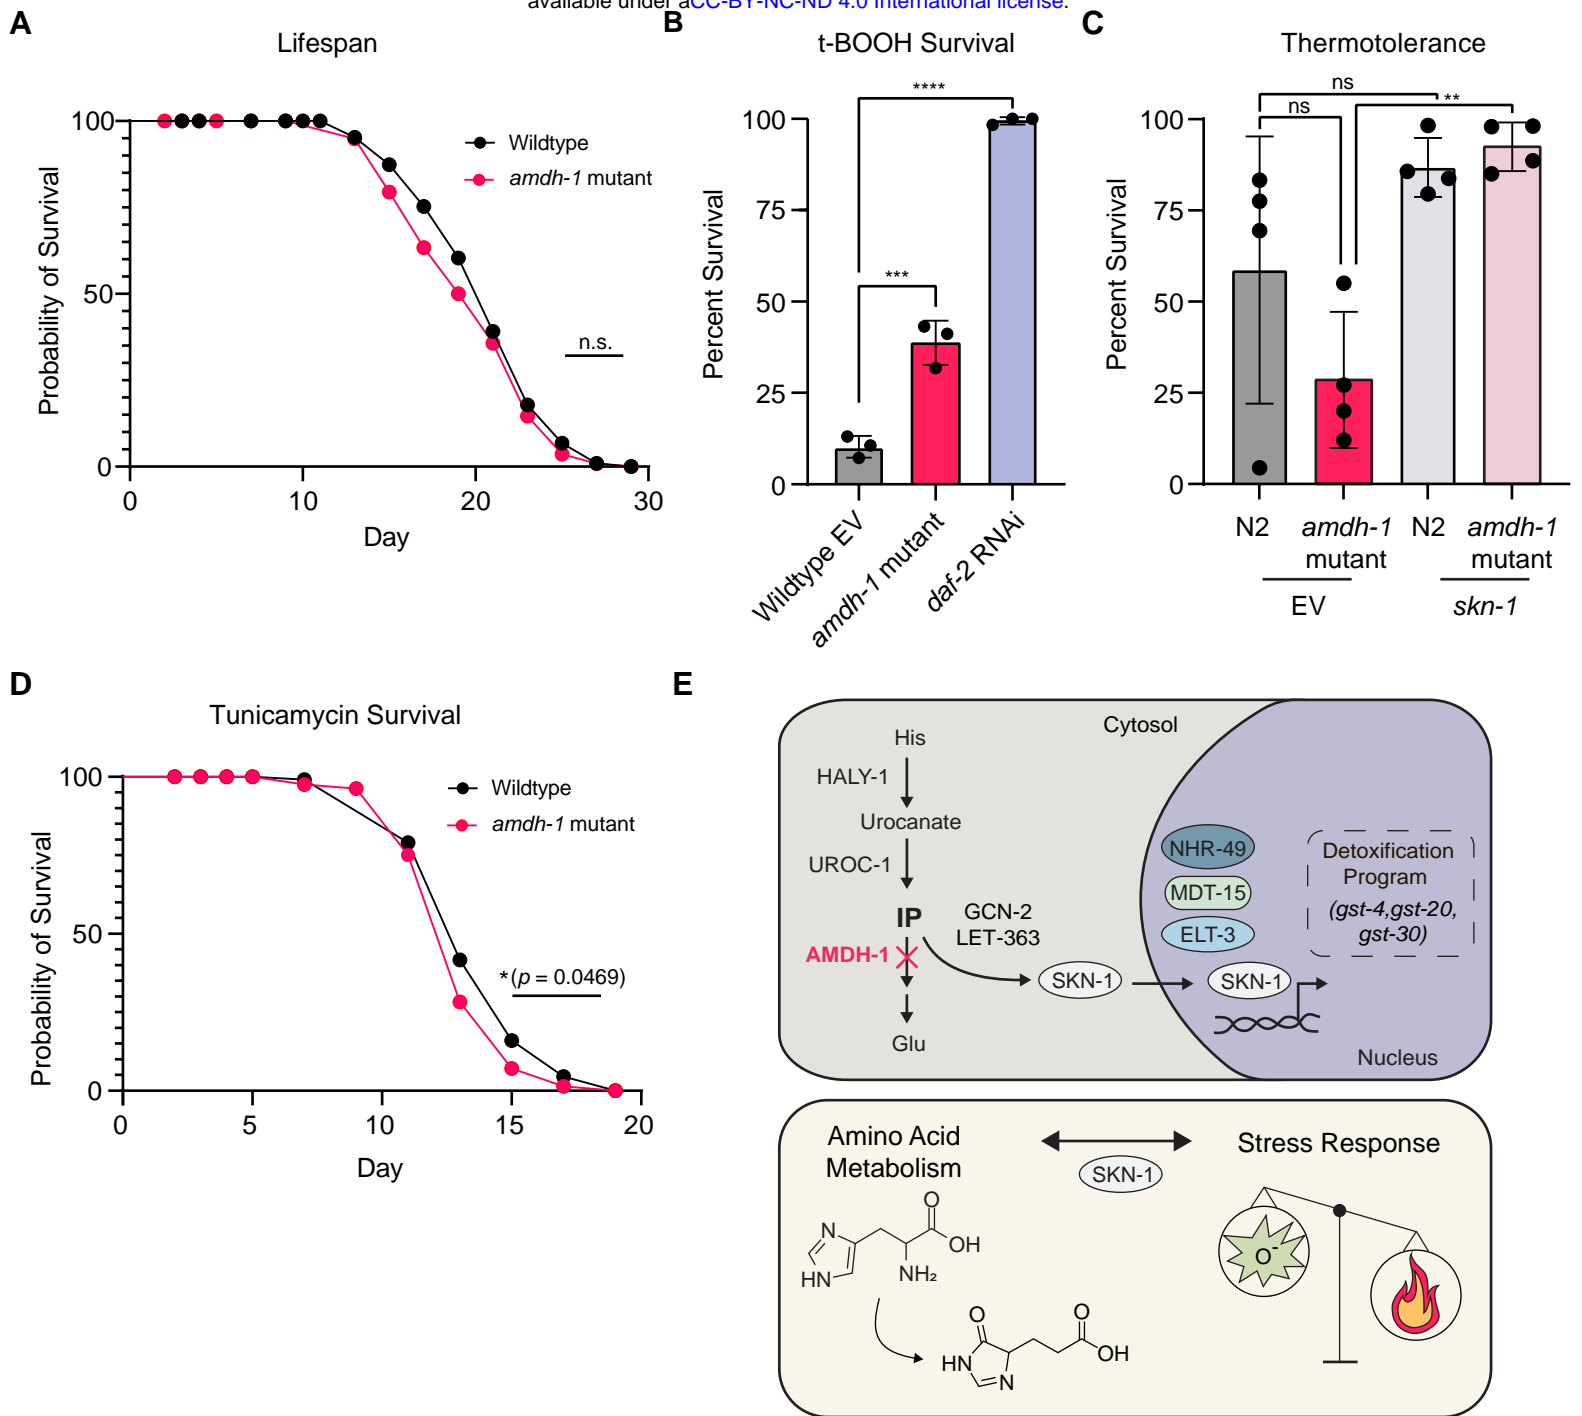 available under aCC-BY-NC-ND 4.0 International license.
A
Lifespan
Probability of Survival
100
50
0
0
10
20
30
Day
Wildtype
amdh-1 mutant
n.s.
B
t-BOOH Survival
Percent Survival
100
75
50
25
0
****
***
Wildtype EV
amdh-1 mutant
daf-2 RNAi
C
Thermotolerance
Percent Survival
100
75
50
25
0
ns
ns
**
N2
amdh-1
mutant
N2
amdh-1
mutant
EV
skn-1
D
Tunicamycin Survival
Probability of Survival
100
50
0
0
5
10
15
20
Day
Wildtype
amdh-1 mutant
*(p = 0.0469)
E
Cytosol
His
HALY-1
Urocanate
UROC-1
IP
GCN-2
LET-363
AMDH-1
SKN-1
Glu
NHR-49
MDT-15
ELT-3
SKN-1
Detoxification
Program
(gst-4,gst-20,
gst-30)
Nucleus
Amino Acid
Metabolism
SKN-1
Stress Response
O
N
OH
HN
NH2
O-
O
O
HN
OH
N